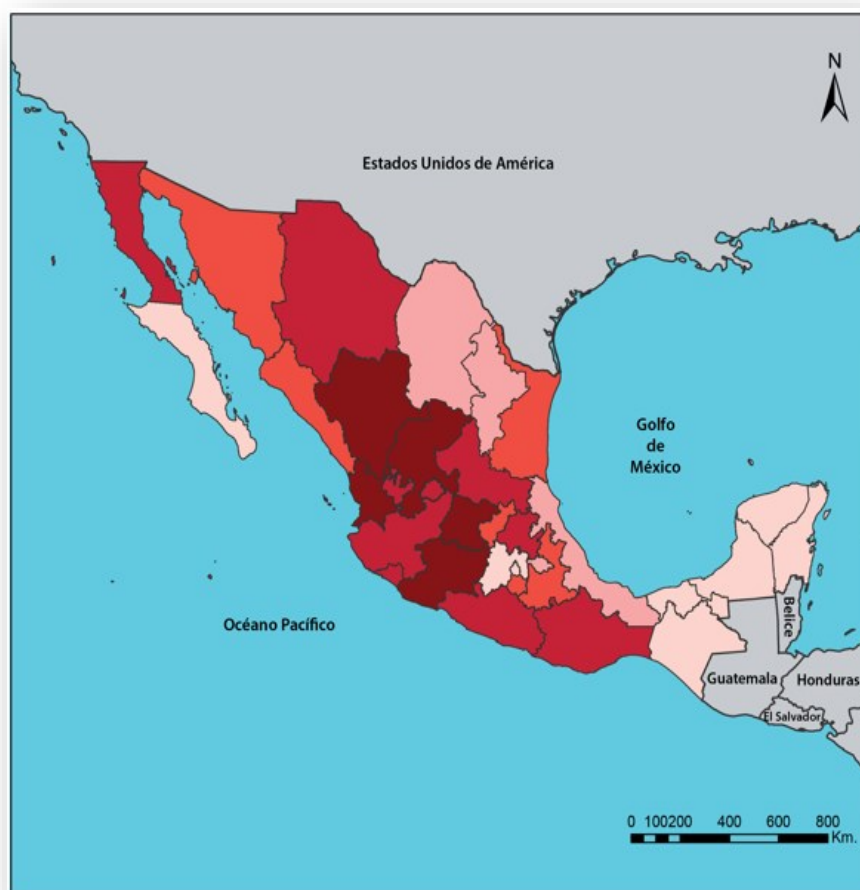 N
Estados Unidos de América
Golfo
de
México
Océano Pacífico
Belice
Guatemala
Honduras
El Salvador
0 100200 400 600 800
Km.